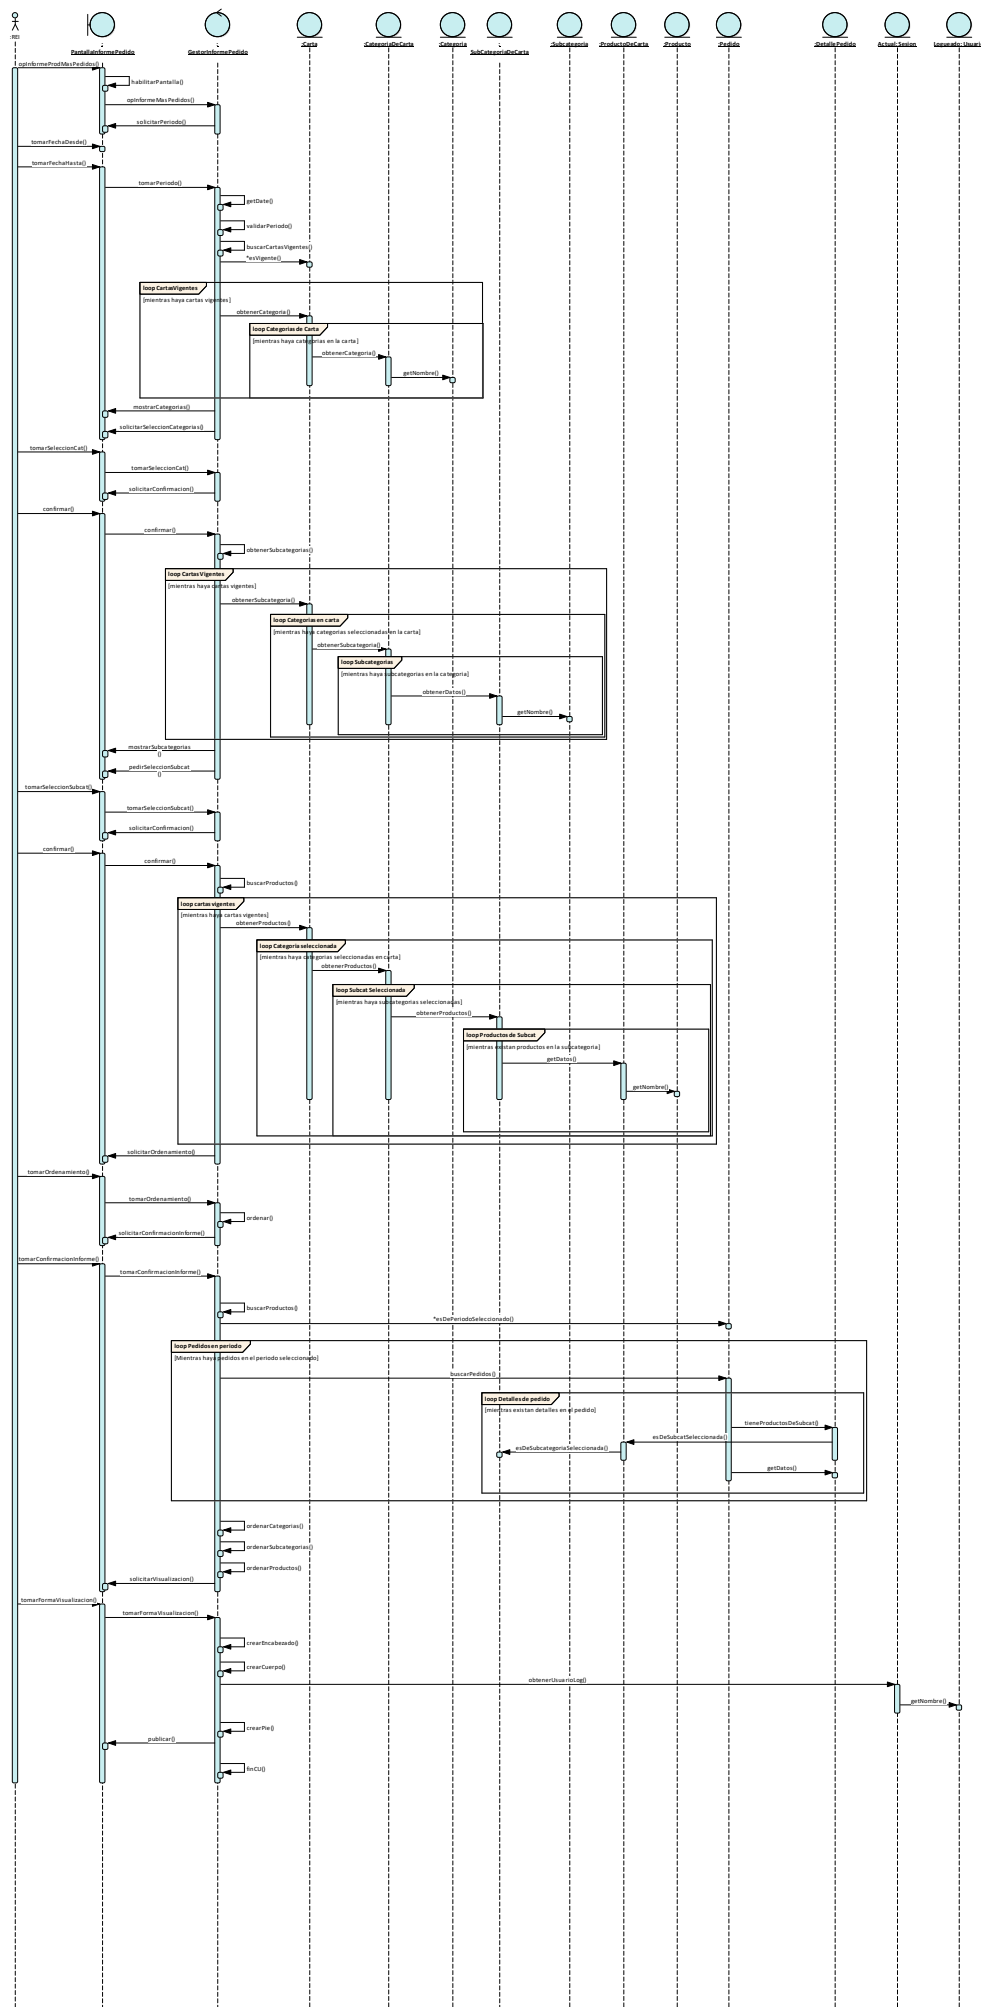 :REI
:
PantallaInformePedido
:
GestorInformePedido
:Carta
:CategoriaDeCarta
:Categoria
:
SubCategoriaDeCarta
:Subcategoria
:ProductoDeCarta
:Producto
:Pedido
:DetallePedido
Actual: Sesion
Logueado: Usuari
opInformeProdMasPedidos()
habilitarPantalla()
opInformeMasPedidos()
solicitarPeriodo()
tomarFechaDesde()
tomarFechaHasta()
tomarPeriodo()
getDate()
validarPeriodo()
buscarCartasVigentes()
*esVigente()
loop CartasVigentes
[mientras haya cartas vigentes]
obtenerCategoria()
loop Categorias de Carta
[mientras haya categorias en la carta]
obtenerCategoria()
getNombre()
mostrarCategorias()
solicitarSeleccionCategorias()
tomarSeleccionCat()
tomarSeleccionCat()
solicitarConfirmacion()
confirmar()
confirmar()
obtenerSubcategorias()
loop Cartas Vigentes
[mientras haya cartas vigentes]
obtenerSubcategoria()
loop Categorias en carta
[mientras haya categorias seleccionadas en la carta]
obtenerSubcategoria()
loop Subcategorias
[mientras haya subcategorias en la categoria]
obtenerDatos()
getNombre()
mostrarSubcategorias
()
pedirSeleccionSubcat
()
tomarSeleccionSubcat()
tomarSeleccionSubcat()
solicitarConfirmacion()
confirmar()
confirmar()
buscarProductos()
loop cartas vigentes
[mientras haya cartas vigentes]
obtenerProductos()
loop Categoria seleccionada
[mientras haya categorias seleccionadas en carta]
obtenerProductos()
loop Subcat Seleccionada
[mientras haya subcategorias seleccionadas]
obtenerProductos()
loop Productos de Subcat
[mientras existan productos en la subcategoria]
getDatos()
getNombre()
solicitarOrdenamiento()
tomarOrdenamiento()
tomarOrdenamiento()
ordenar()
solicitarConfirmacionInforme()
tomarConfirmacionInforme()
tomarConfirmacionInforme()
buscarProductos()
*esDePeriodoSeleccionado()
loop Pedidos en periodo
[Mientras haya pedidos en el periodo seleccionado]
buscarPedidos()
loop Detalles de pedido
[mientras existan detalles en el pedido]
tieneProductosDeSubcat()
esDeSubcatSeleccionada()
esDeSubcategoriaSeleccionada()
getDatos()
ordenarCategorias()
ordenarSubcategorias()
ordenarProductos()
solicitarVisualizacion()
tomarFormaVisualizacion()
tomarFormaVisualizacion()
crearEncabezado()
crearCuerpo()
obtenerUsuarioLog()
getNombre()
crearPie()
publicar()
finCU()